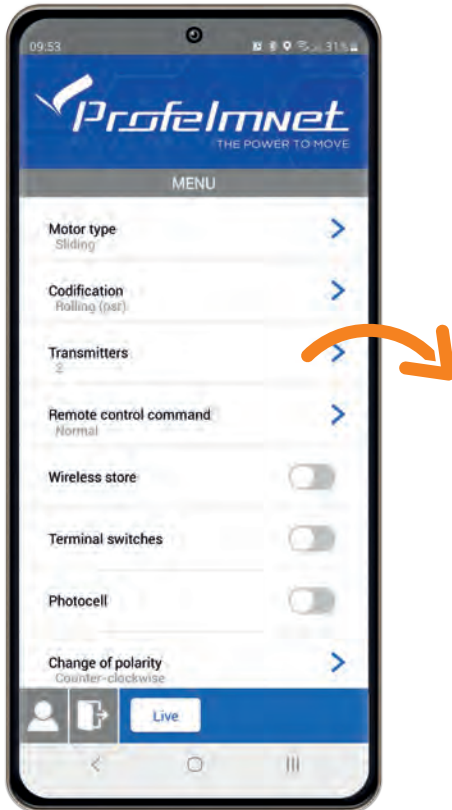 09:53
31%
Profelmnet
THE POWER TO MOVE
MENU
Motor type
Sliding
Codification
Rolling (psr)
Transmitters
2
Remote control command
Normal
Wireless store
Terminal switches
Photocell
Change of polarity
Counter-clockwise
Live